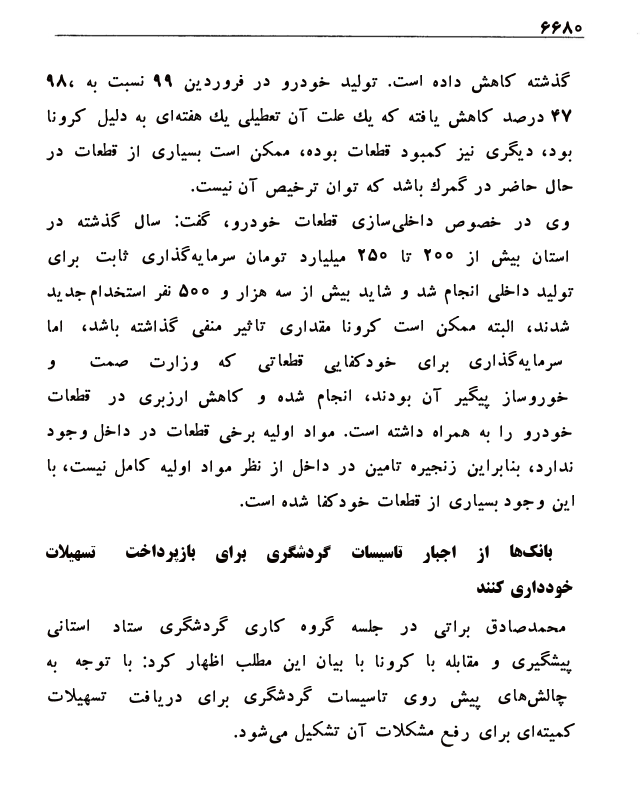 ۶۶۸۰
گذشته کاهش داده است. تولید خودرو در فروردین ۹۹ نسبت به ۹۸،
۴۷ درصد کاهش یافته که یك علت آن تعطیلی یك هفته‌ای به دلیل کرونا
بود، دیگری نیز کمبود قطعات بوده، ممکن است بسیاری از قطعات در
حال حاضر در گمرك باشد که توان ترخیص آن نیست.
وی در خصوص داخلی‌سازی قطعات خودرو، گفت: سال گذشته در
استان بیش از ۲۰۰ تا ۲۵۰ میلیارد تومان سرمایه‌گذاری ثابت برای
تولید داخلی انجام شد و شاید بیش از سه هزار و ۵۰۰ نفر استخدام جدید
شدند، البته ممکن است کرونا مقداری تاثیر منفی گذاشته باشد، اما
سرمایه‌گذاری برای خودکفایی قطعاتی که وزارت صمت و
خوروساز پیگیر آن بودند، انجام شده و کاهش ارزبری در قطعات
خودرو را به همراه داشته است. مواد اولیه برخی قطعات در داخل وجود
ندارد، بنابراین زنجیره تامین در داخل از نظر مواد اولیه کامل نیست، با
این وجود بسیاری از قطعات خودکفا شده است.
بانک‌ها از اجبار تاسیسات گردشگری برای بازپرداخت تسهیلات
خودداری کنند
محمدصادق براتی در جلسه گروه کاری گردشگری ستاد استانی
پیشگیری و مقابله با کرونا با بیان این مطلب اظهار کرد: با توجه به
چالش‌های پیش روی تاسیسات گردشگری برای دریافت تسهیلات
کمیته‌ای برای رفع مشکلات آن تشکیل می‌شود.